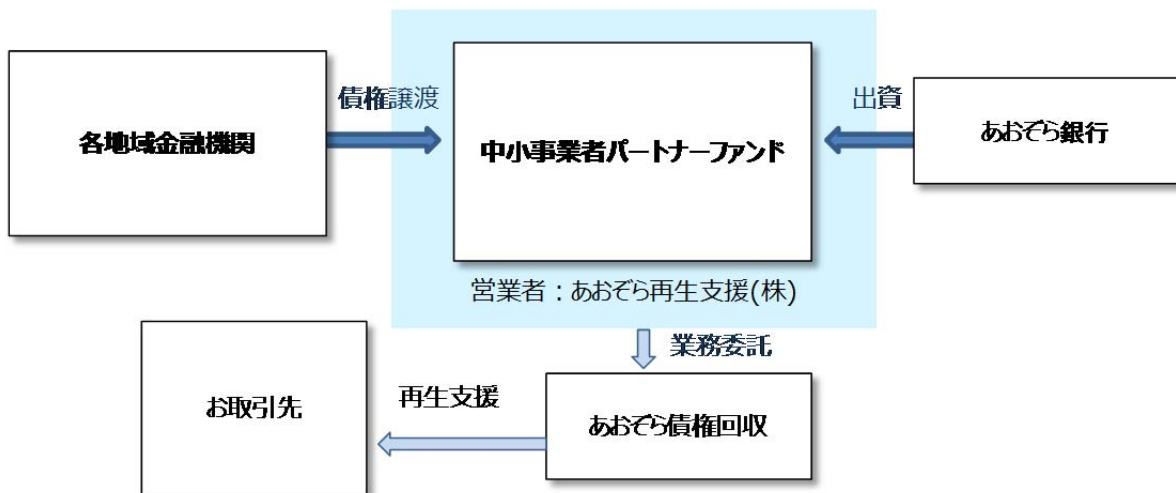 債権譲渡
出資
各地域金融機関
中小事業者パートナーファンド
あおぞら銀行
営業者：あおぞら再生支援(株)
業務委託
お取引先
再生支援
あおぞら債権回収